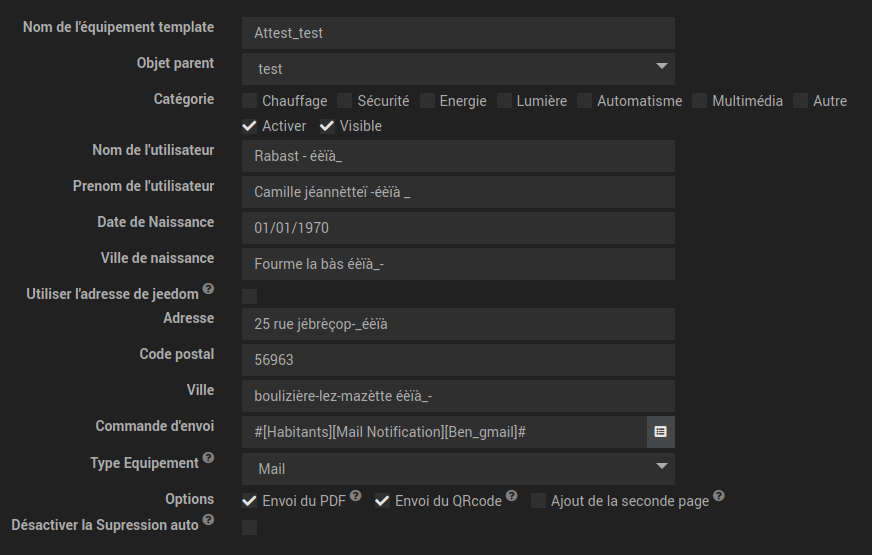 Nom de l'équipement template Attest_test
Objet parent test
Catégorie Chauffage Sécurité Energie Lumière Automatisme Multimédia Autre
Activer Visible
Nom de l'utilisateur Rabast - éèïà_
Prenom de l'utilisateur Camille jéannètteï -éèïà _
Date de Naissance 01/01/1970
Ville de naissance Fourme la bàs éèïà_-
Utiliser l'adresse de jeedom ?
Adresse 25 rue jébrèçop-_éèïà
Code postal 56963
Ville boulizière-lez-mazètte éèïà_-
Commande d'envoi #[Habitants][Mail Notification][Ben_gmail]#
Type Equipement ? Mail
Options Envoi du PDF ? Envoi du QRcode ? Ajout de la seconde page ?
Désactiver la Supression auto ?